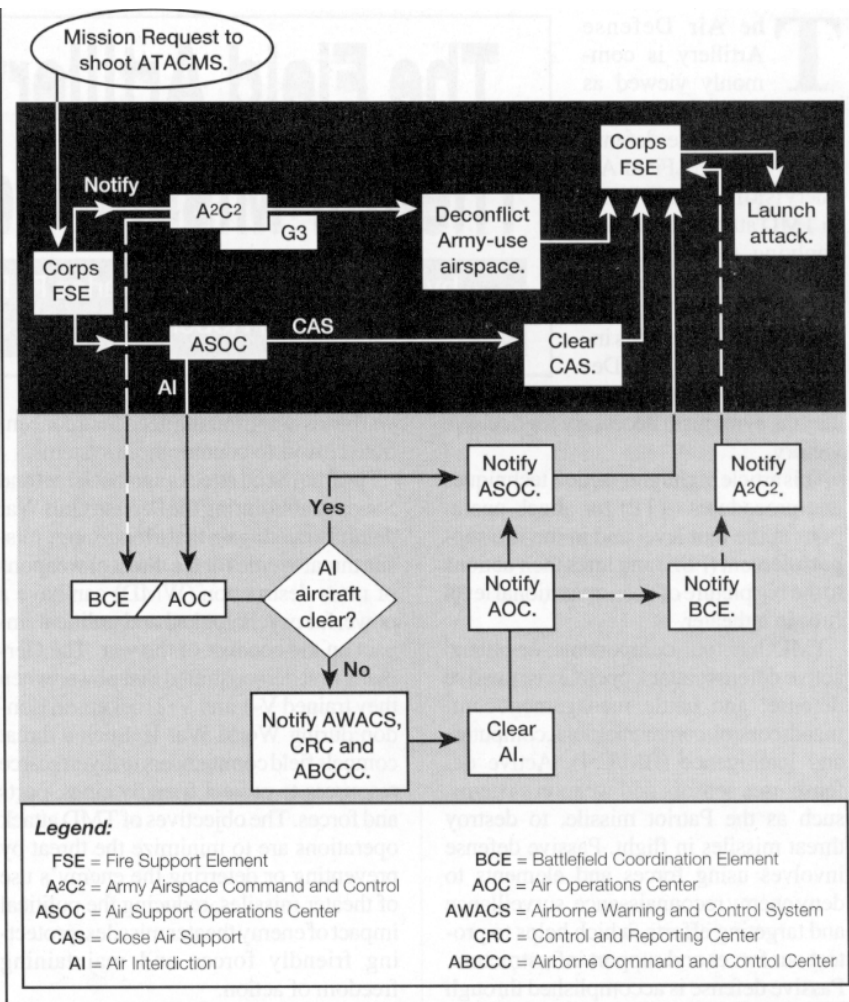 Mission Request to
shoot ATACMS.
Corps
FSE
Notify
A²C²
G3
Deconflict
Army-use
airspace.
Launch
attack.
Corps
FSE
ASOC
CAS
Clear
CAS.
AI
Notify
ASOC.
Notify
A²C².
Yes
BCE / AOC
AI
aircraft
clear?
Notify
AOC.
Notify
BCE.
No
Notify AWACS,
CRC and
ABCCC.
Clear
AI.
Legend:
FSE = Fire Support Element
A²C² = Army Airspace Command and Control
ASOC = Air Support Operations Center
CAS = Close Air Support
AI = Air Interdiction
BCE = Battlefield Coordination Element
AOC = Air Operations Center
AWACS = Airborne Warning and Control System
CRC = Control and Reporting Center
ABCCC = Airborne Command and Control Center